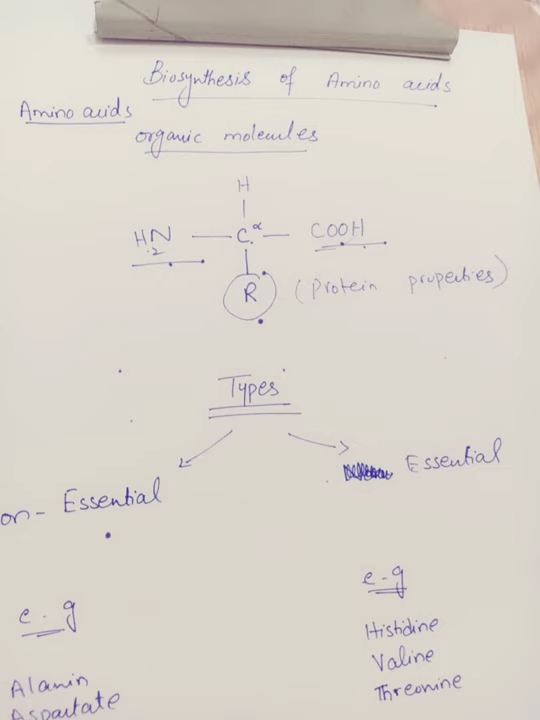 Biosynthesis of Amino acids
Amino acids
organic molecules
H
H₂N — Cα — COOH
R (Protein properties)
Types
on- Essential
Essential
e.g
e-g
Histidine
Valine
Threonine
Alanin
Aspartate